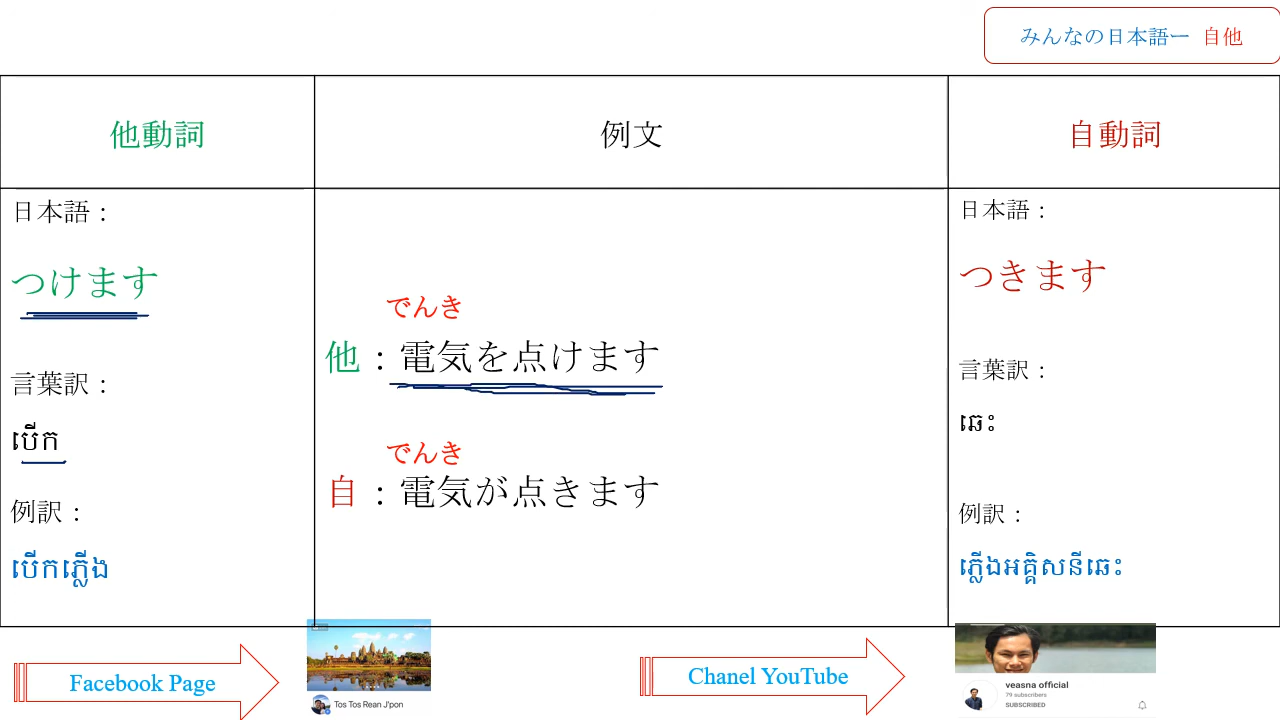 みんなの日本語ー 自他
他動詞
例文
自動詞
日本語：
つけます
言葉訳：
បើក
例訳：
បើកភ្លើង
でんき
他：電気を点けます
でんき
自：電気が点きます
日本語：
つきます
言葉訳：
ឆេះ
例訳：
ភ្លើងអគ្គិសនីឆេះ
Facebook Page
Tos Tos Rean J'pon
Chanel YouTube
veasna official
79 subscribers
SUBSCRIBED